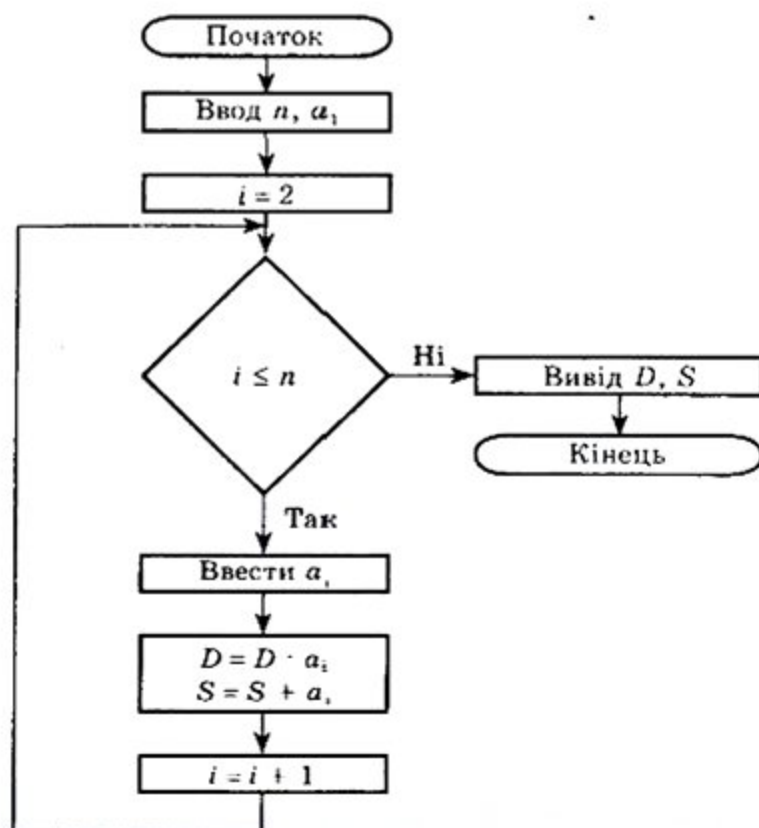 Початок
Ввод n, a₁
i = 2
i ≤ n
Ні
Вивід D, S
Кінець
Так
Ввести aᵢ
D = D · aᵢ
S = S + aᵢ
i = i + 1